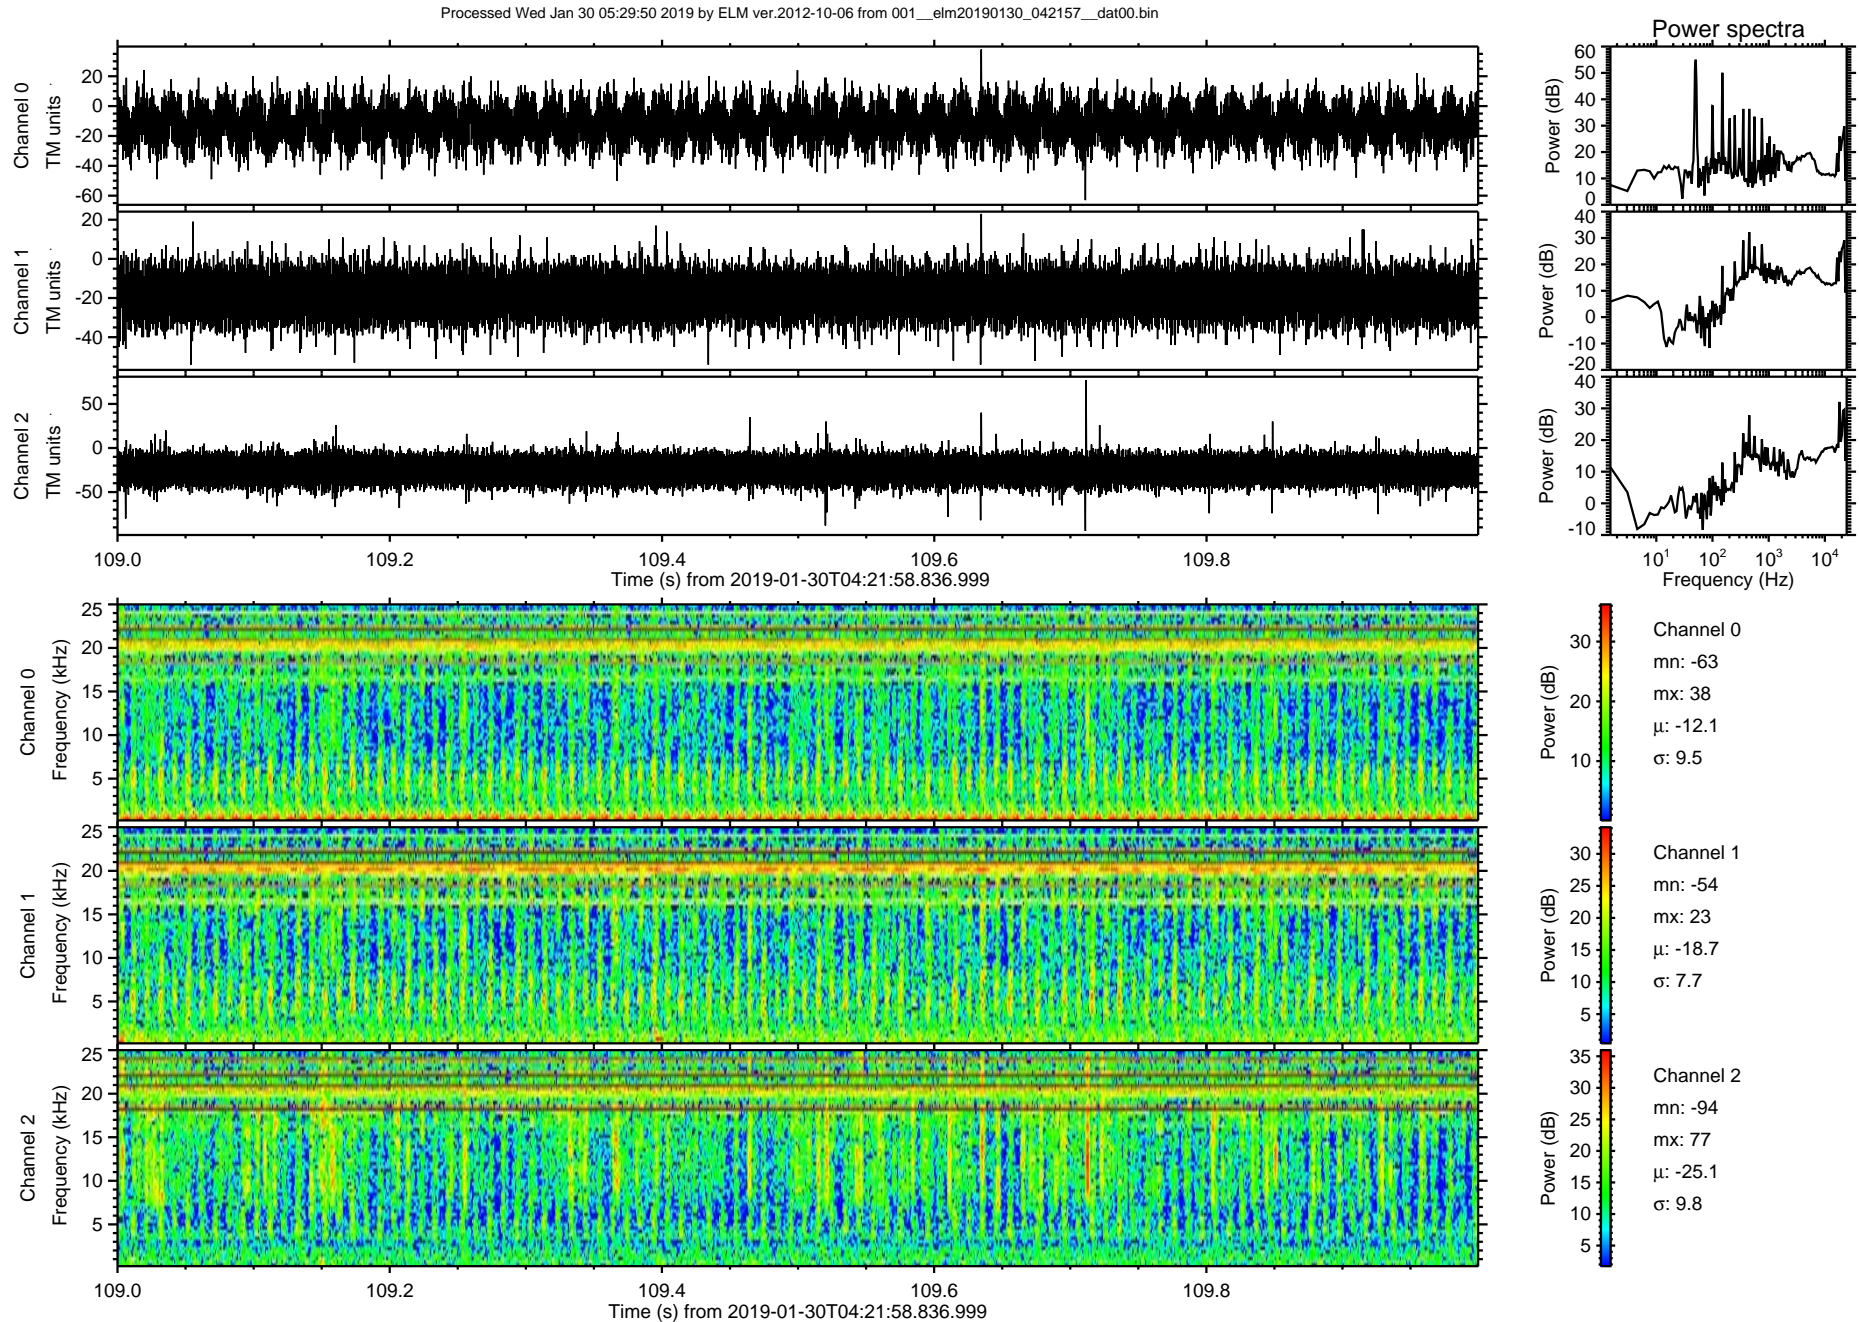 Processed Wed Jan 30 05:29:50 2019 by ELM ver.2012-10-06 from 001__elm20190130_042157__dat00.bin
Power spectra
Channel 0
TM units
20
0
-20
-40
-60
Power (dB)
60
50
40
30
20
10
0
Channel 1
TM units
20
0
-20
-40
Power (dB)
40
30
20
10
0
-10
-20
Channel 2
TM units
50
0
-50
Power (dB)
40
30
20
10
0
-10
109.0 109.2 109.4 109.6 109.8
Time (s) from 2019-01-30T04:21:58.836.999
10^1 10^2 10^3 10^4
Frequency (Hz)
Channel 0
Frequency (kHz)
25
20
15
10
5
Power (dB)
30
20
10
Channel 0
mn: -63
mx: 38
μ: -12.1
σ: 9.5
Channel 1
Frequency (kHz)
25
20
15
10
5
Power (dB)
30
25
20
15
10
5
Channel 1
mn: -54
mx: 23
μ: -18.7
σ: 7.7
Channel 2
Frequency (kHz)
25
20
15
10
5
Power (dB)
35
30
25
20
15
10
5
Channel 2
mn: -94
mx: 77
μ: -25.1
σ: 9.8
109.0 109.2 109.4 109.6 109.8
Time (s) from 2019-01-30T04:21:58.836.999